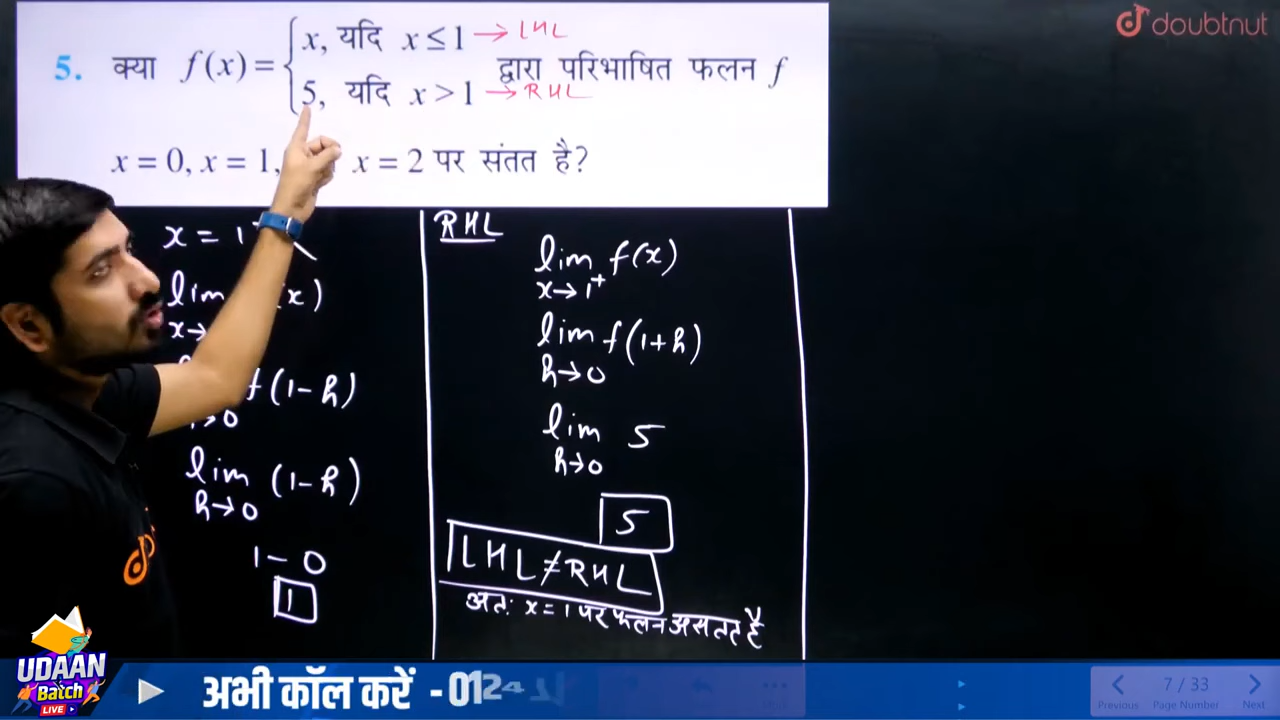 doubtnut
5. क्या f(x) = { x, यदि x ≤ 1 → LHL
5, यदि x > 1 → RHL
द्वारा परिभाषित फलन f
x = 0, x = 1, x = 2 पर संतत है?
x = 1
lim x)
x→
f(1-h)
→0
lim (1-h)
h→0
1-0
1
RHL
lim f(x)
x→1⁺
lim f(1+h)
h→0
lim 5
h→0
5
LHL ≠ RHL
अतः x = 1 पर फलन असतत है
UDAAN
Batch
LIVE
अभी कॉल करें - 0124
7 / 33
Previous Page Number Next